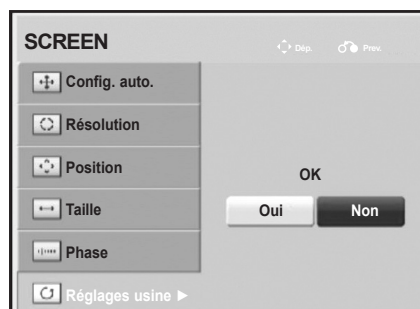 SCREEN
Dép. Prev.
Config. auto.
Résolution
Position
Taille
Phase
Réglages usine ►
OK
Oui Non